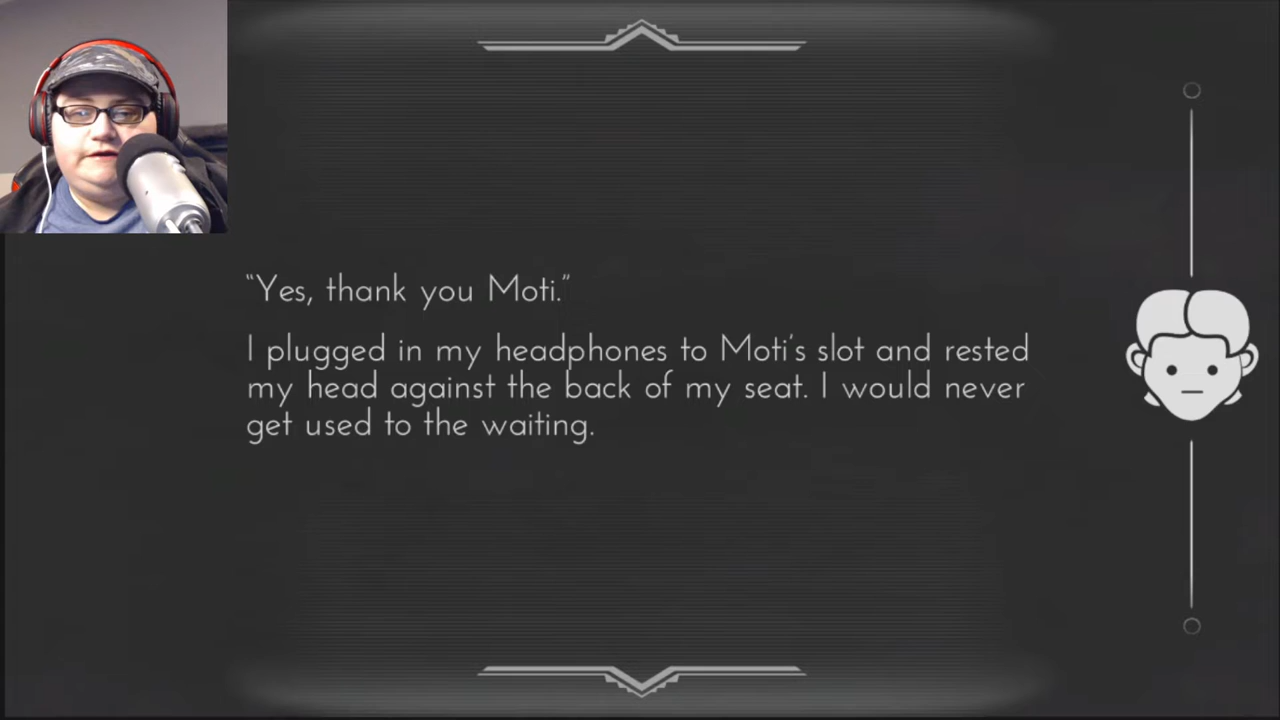 “Yes, thank you Moti.”
I plugged in my headphones to Moti's slot and rested
my head against the back of my seat. I would never
get used to the waiting.